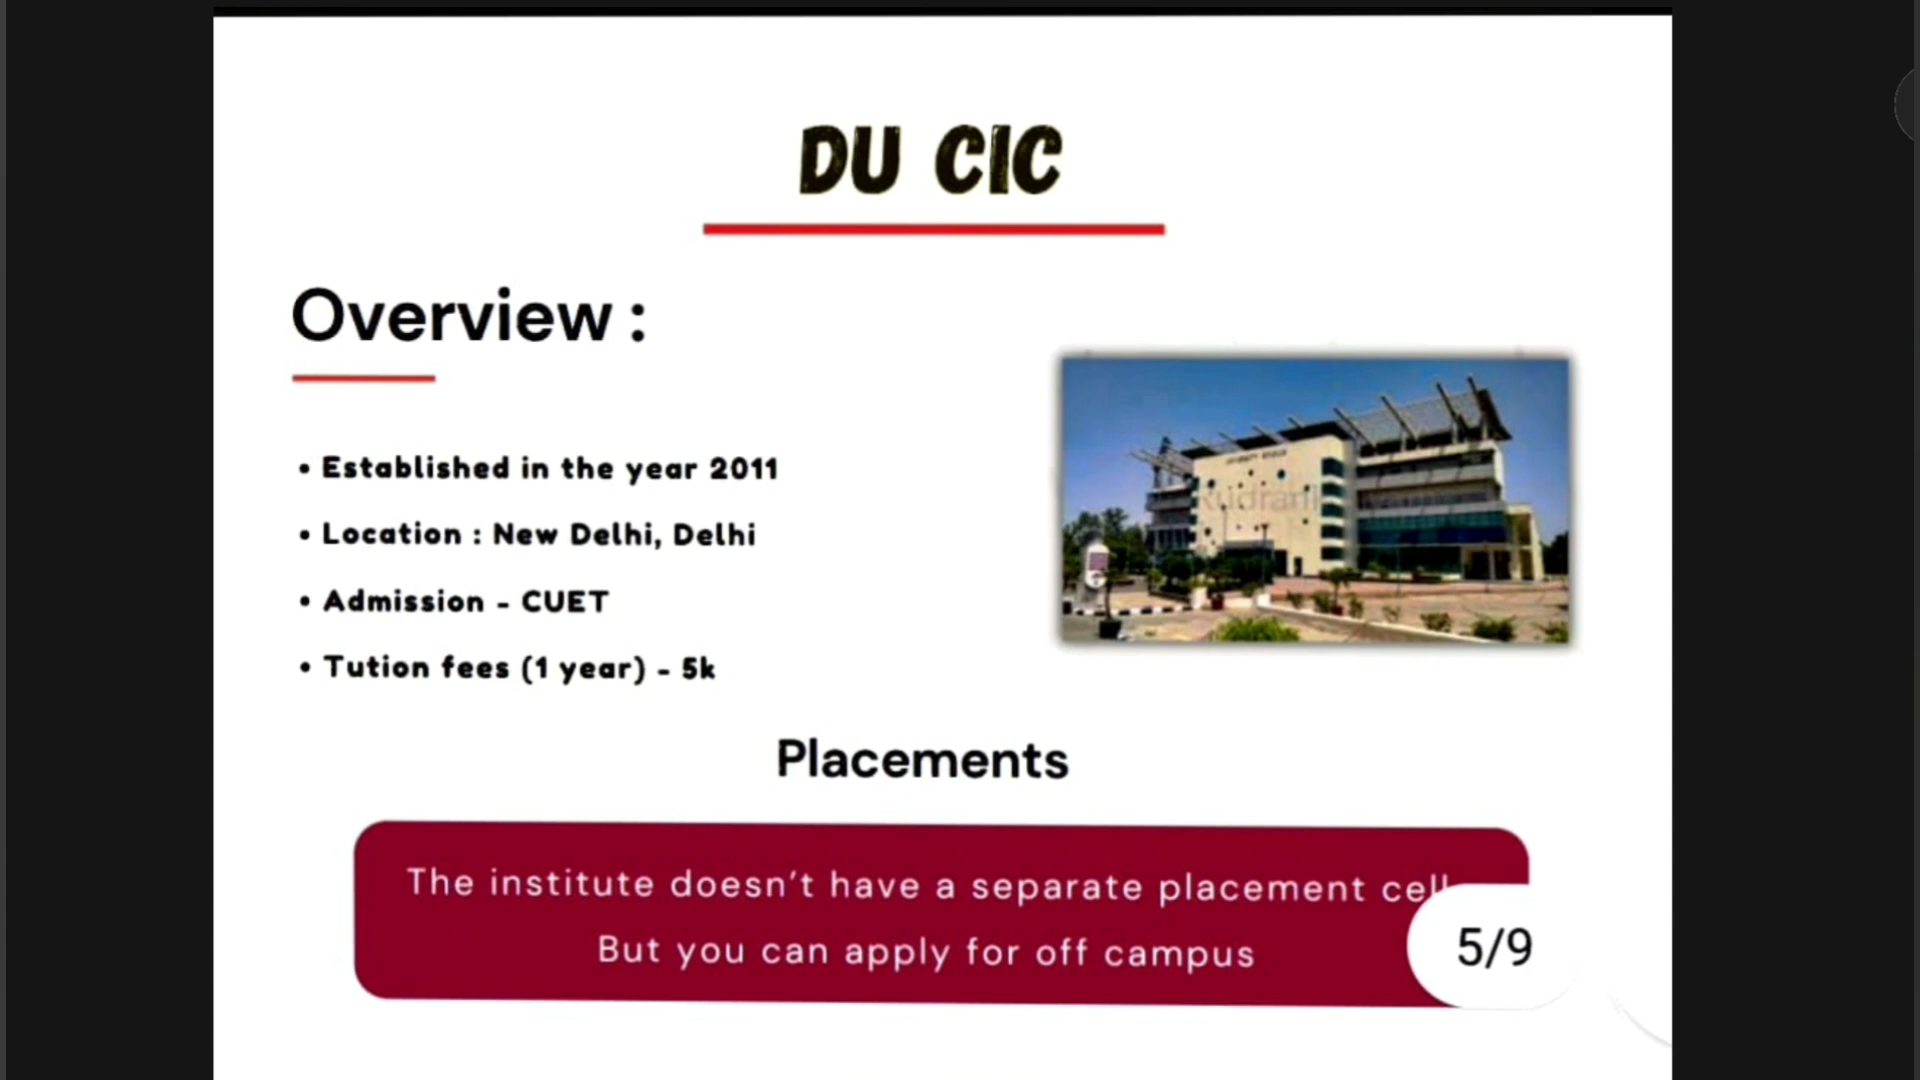 DU CIC
Overview :
• Established in the year 2011
• Location : New Delhi, Delhi
• Admission - CUET
• Tution fees (1 year) - 5k
Placements
The institute doesn't have a separate placement cell
But you can apply for off campus
5/9